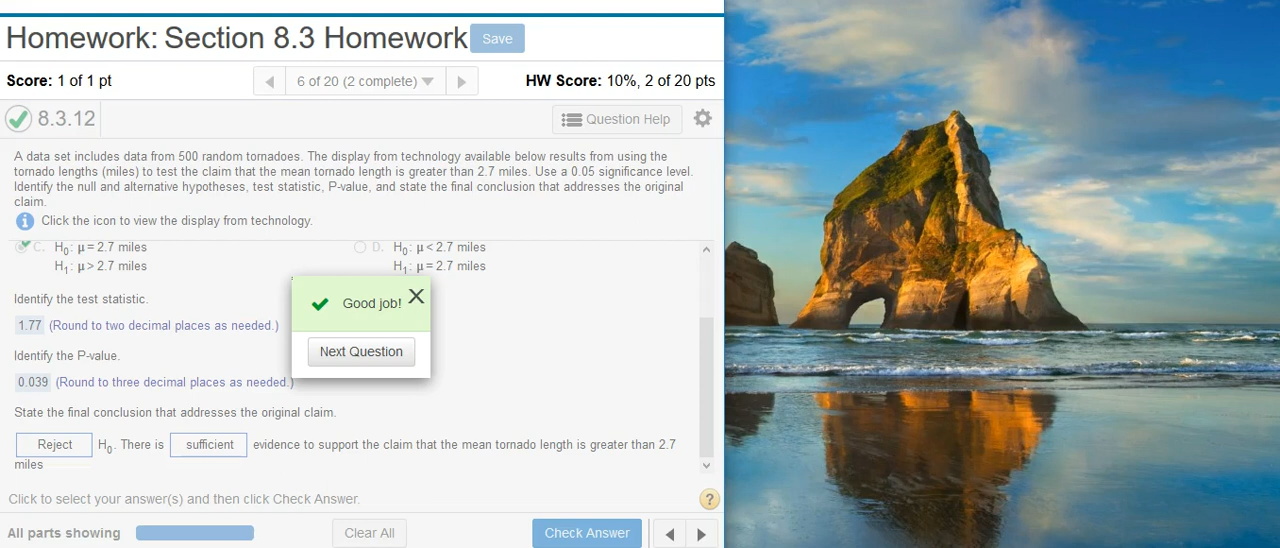 Homework: Section 8.3 Homework Save
Score: 1 of 1 pt 6 of 20 (2 complete) HW Score: 10%, 2 of 20 pts
8.3.12 Question Help
A data set includes data from 500 random tornadoes. The display from technology available below results from using the
tornado lengths (miles) to test the claim that the mean tornado length is greater than 2.7 miles. Use a 0.05 significance level.
Identify the null and alternative hypotheses, test statistic, P-value, and state the final conclusion that addresses the original
claim.
i Click the icon to view the display from technology.
C. H₀: μ = 2.7 miles D. H₀: μ < 2.7 miles
H₁: μ > 2.7 miles H₁: μ = 2.7 miles
Identify the test statistic.
Good job! X
1.77 (Round to two decimal places as needed.)
Next Question
Identify the P-value.
0.039 (Round to three decimal places as needed.)
State the final conclusion that addresses the original claim.
Reject H₀. There is sufficient evidence to support the claim that the mean tornado length is greater than 2.7
miles
Click to select your answer(s) and then click Check Answer. ?
All parts showing Clear All Check Answer